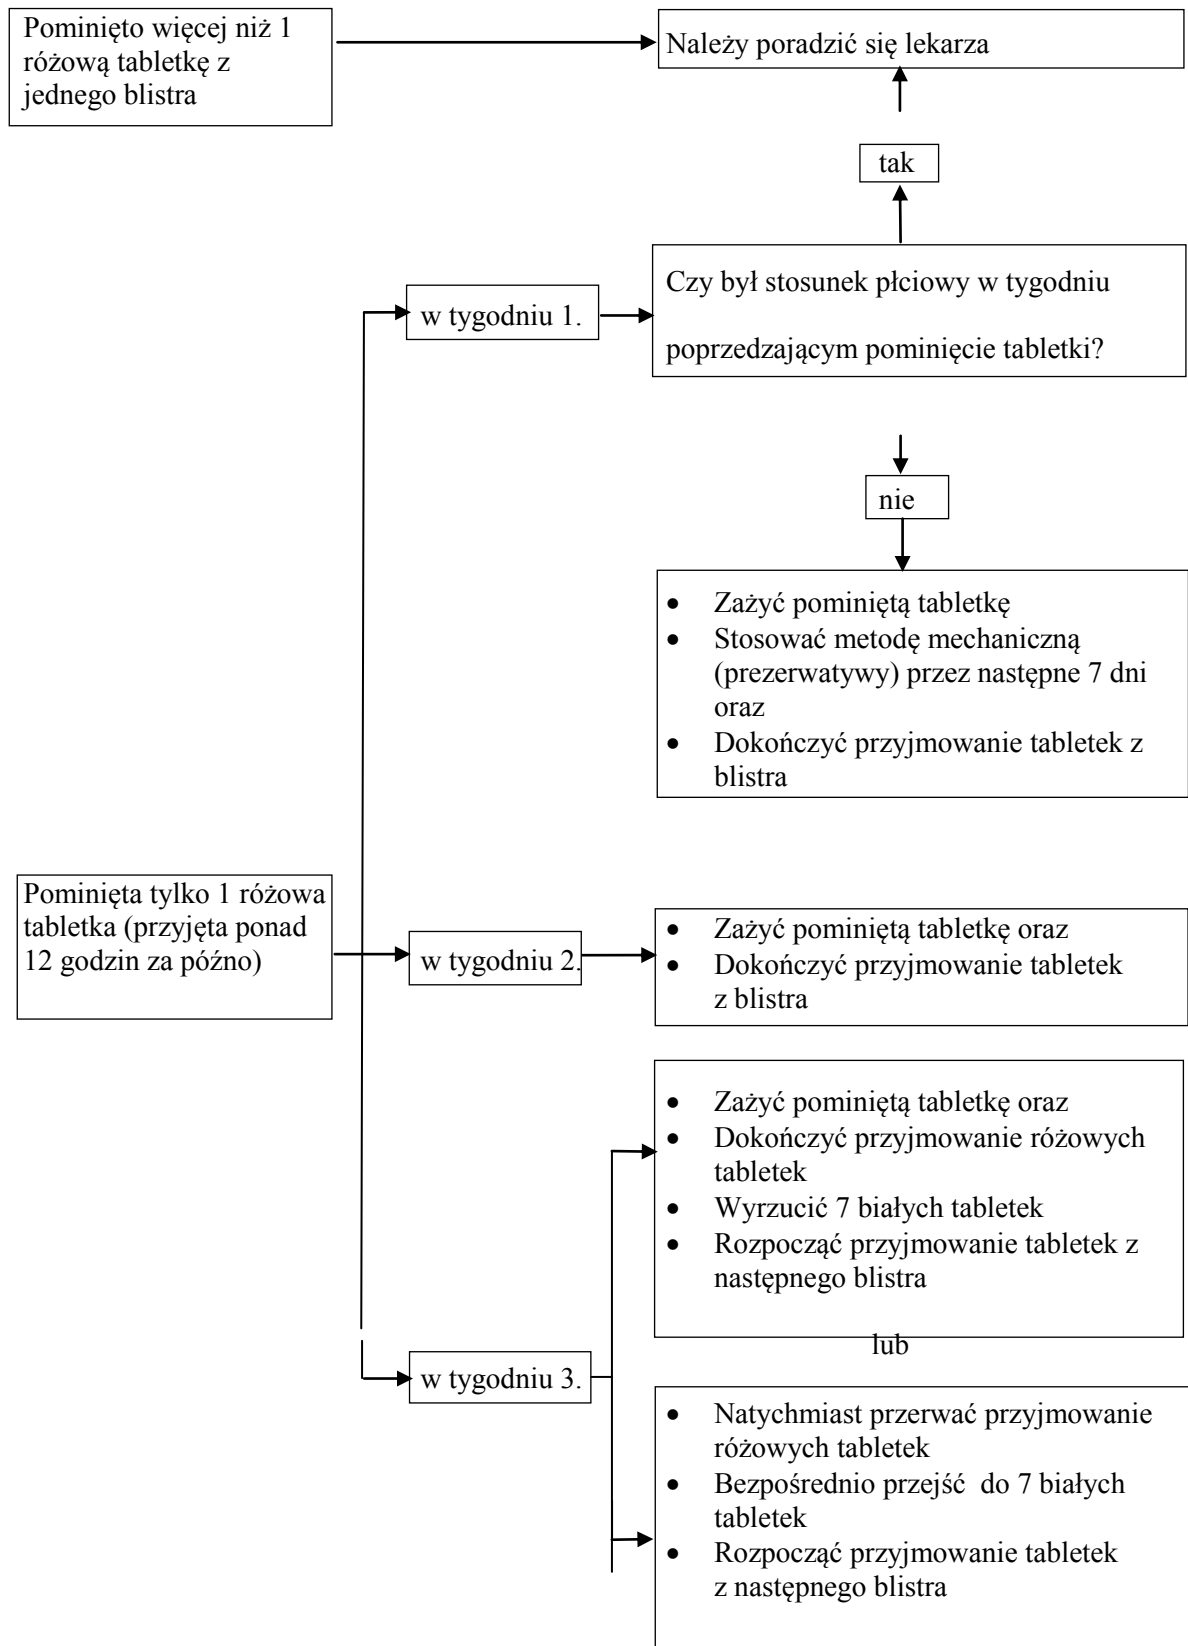 Pominięto więcej niż 1
różową tabletkę z
jednego blistra
Należy poradzić się lekarza
tak
Czy był stosunek płciowy w tygodniu
poprzedzającym pominięcie tabletki?
w tygodniu 1.
nie
• Zażyć pominiętą tabletkę
• Stosować metodę mechaniczną
(prezerwatywy) przez następne 7 dni
oraz
• Dokończyć przyjmowanie tabletek z
blistra
Pominięta tylko 1 różowa
tabletka (przyjęta ponad
12 godzin za późno)
w tygodniu 2.
• Zażyć pominiętą tabletkę oraz
• Dokończyć przyjmowanie tabletek
z blistra
• Zażyć pominiętą tabletkę oraz
• Dokończyć przyjmowanie różowych
tabletek
• Wyrzucić 7 białych tabletek
• Rozpocząć przyjmowanie tabletek z
następnego blistra
lub
w tygodniu 3.
• Natychmiast przerwać przyjmowanie
różowych tabletek
• Bezpośrednio przejść do 7 białych
tabletek
• Rozpocząć przyjmowanie tabletek
z następnego blistra